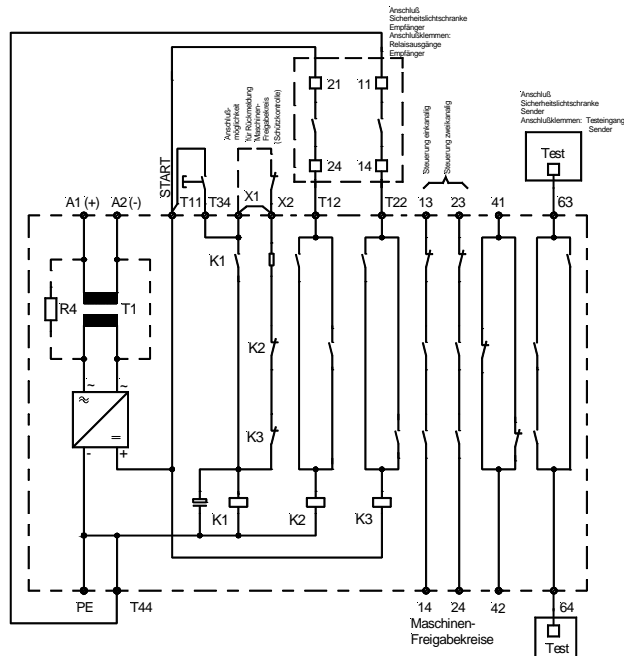 Anschluß
Sicherheitslichtschranke
Empfänger
Anschlußklemmen:
Relaisausgänge
Empfänger
21
11
24
14
Anschluß-
möglichkeit
für Rückmeldung
Maschinen-
Freigabekreis
(Schützkontrolle)
Steuerung einkanalig
Steuerung zweikanalig
Anschluß
Sicherheitslichtschranke
Sender
Anschlußklemmen: Testeingang
Sender
Test
START
A1 (+)
A2 (-)
T11
T34
X1
X2
T12
T22
13
23
41
63
K1
R4
T1
K2
K3
~
~
≈
=
-
+
K1
K2
K3
PE
T44
14
24
42
64
Maschinen-
Freigabekreise
Test